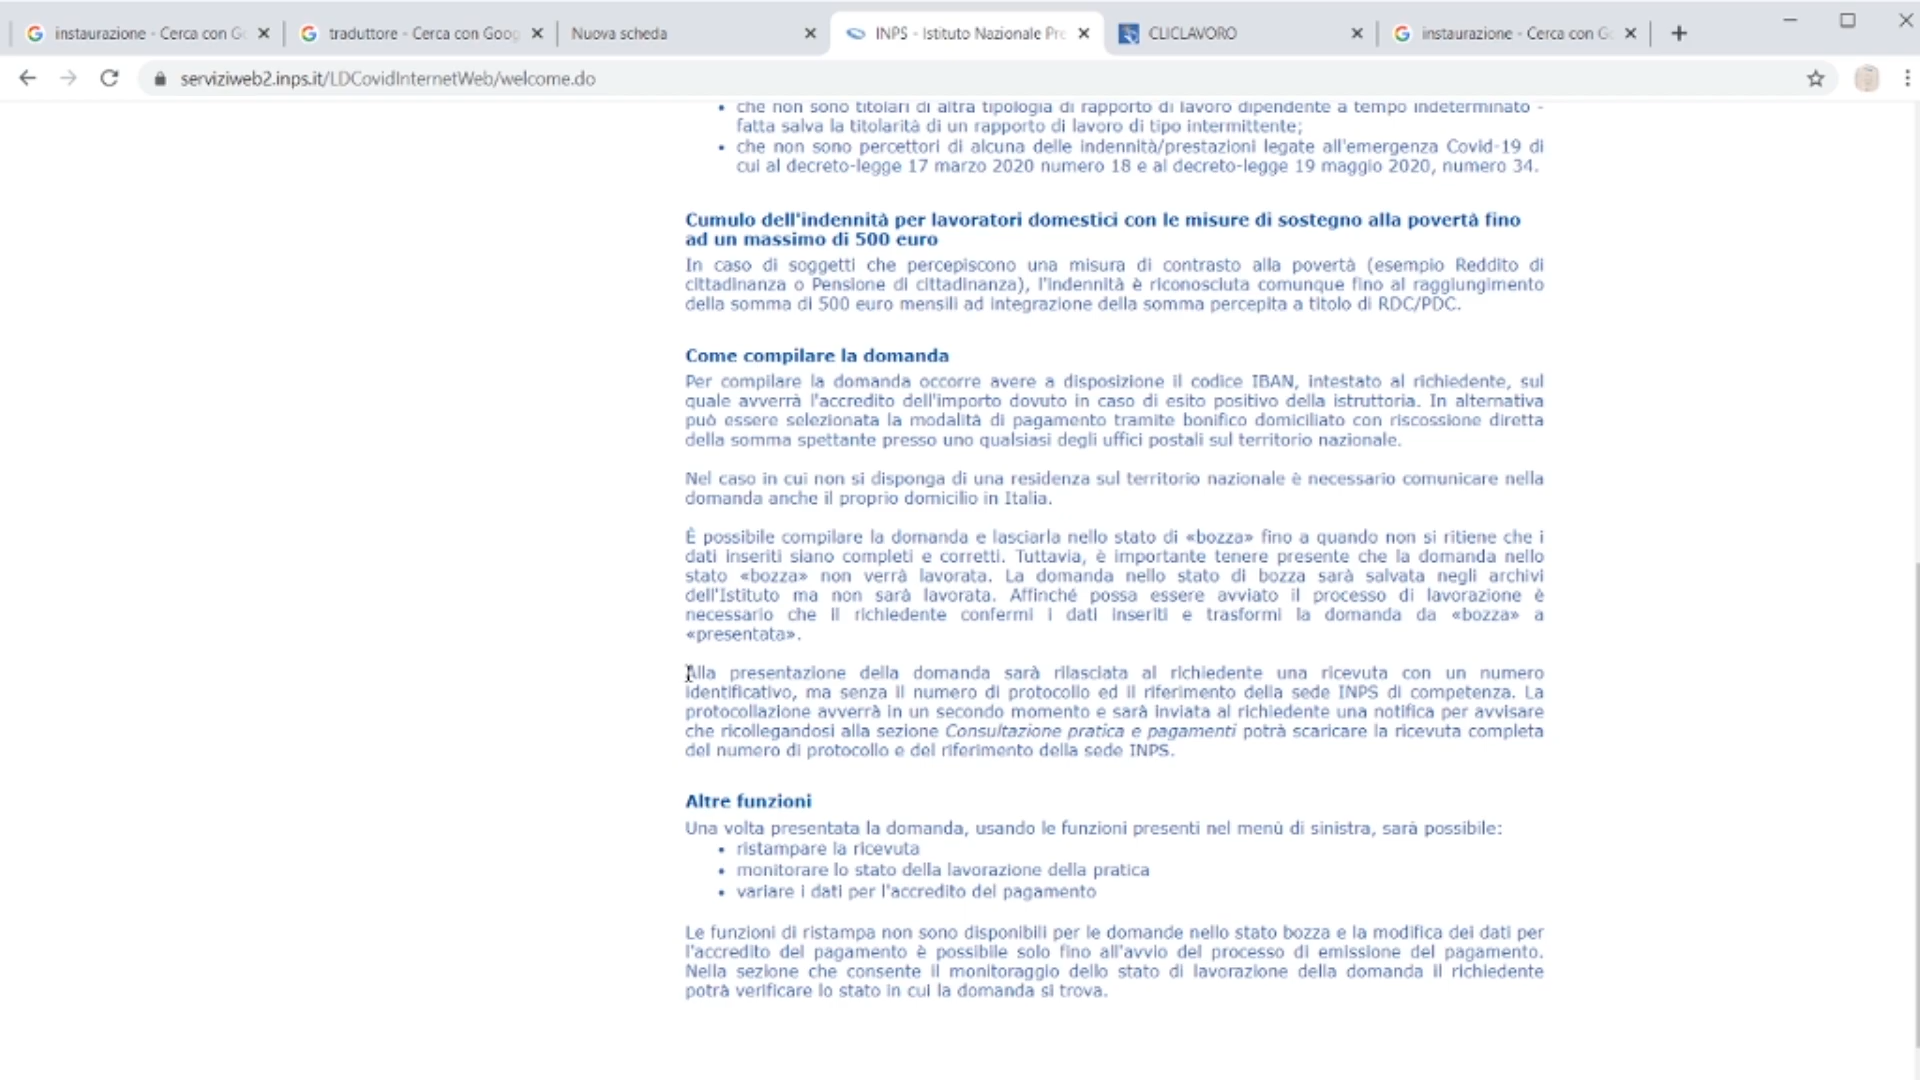 instaurazione - Cerca con G
traduttore - Cerca con Goog
Nuova scheda
INPS - Istituto Nazionale Pre
CLICLAVORO
instaurazione - Cerca con G
serviziweb2.inps.it/LDCovidInternetWeb/welcome.do
• che non sono titolari di altra tipologia di rapporto di lavoro dipendente a tempo indeterminato -
fatta salva la titolarità di un rapporto di lavoro di tipo intermittente;
• che non sono percettori di alcuna delle indennità/prestazioni legate all'emergenza Covid-19 di
cui al decreto-legge 17 marzo 2020 numero 18 e al decreto-legge 19 maggio 2020, numero 34.
Cumulo dell'indennità per lavoratori domestici con le misure di sostegno alla povertà fino
ad un massimo di 500 euro
In caso di soggetti che percepiscono una misura di contrasto alla povertà (esempio Reddito di
cittadinanza o Pensione di cittadinanza), l'indennità è riconosciuta comunque fino al raggiungimento
della somma di 500 euro mensili ad integrazione della somma percepita a titolo di RDC/PDC.
Come compilare la domanda
Per compilare la domanda occorre avere a disposizione il codice IBAN, intestato al richiedente, sul
quale avverrà l'accredito dell'importo dovuto in caso di esito positivo della istruttoria. In alternativa
può essere selezionata la modalità di pagamento tramite bonifico domiciliato con riscossione diretta
della somma spettante presso uno qualsiasi degli uffici postali sul territorio nazionale.
Nel caso in cui non si disponga di una residenza sul territorio nazionale è necessario comunicare nella
domanda anche il proprio domicilio in Italia.
È possibile compilare la domanda e lasciarla nello stato di «bozza» fino a quando non si ritiene che i
dati inseriti siano completi e corretti. Tuttavia, è importante tenere presente che la domanda nello
stato «bozza» non verrà lavorata. La domanda nello stato di bozza sarà salvata negli archivi
dell'Istituto ma non sarà lavorata. Affinché possa essere avviato il processo di lavorazione è
necessario che il richiedente confermi i dati inseriti e trasformi la domanda da «bozza» a
«presentata».
Alla presentazione della domanda sarà rilasciata al richiedente una ricevuta con un numero
identificativo, ma senza il numero di protocollo ed il riferimento della sede INPS di competenza. La
protocollazione avverrà in un secondo momento e sarà inviata al richiedente una notifica per avvisare
che ricollegandosi alla sezione Consultazione pratica e pagamenti potrà scaricare la ricevuta completa
del numero di protocollo e del riferimento della sede INPS.
Altre funzioni
Una volta presentata la domanda, usando le funzioni presenti nel menù di sinistra, sarà possibile:
• ristampare la ricevuta
• monitorare lo stato della lavorazione della pratica
• variare i dati per l'accredito del pagamento
Le funzioni di ristampa non sono disponibili per le domande nello stato bozza e la modifica dei dati per
l'accredito del pagamento è possibile solo fino all'avvio del processo di emissione del pagamento.
Nella sezione che consente il monitoraggio dello stato di lavorazione della domanda il richiedente
potrà verificare lo stato in cui la domanda si trova.